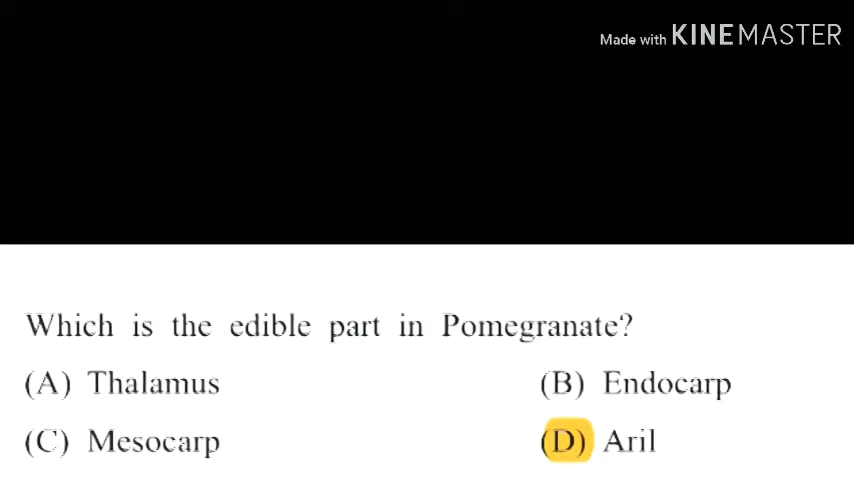 Made with KINEMASTER
Which is the edible part in Pomegranate?
(A) Thalamus (B) Endocarp
(C) Mesocarp (D) Aril